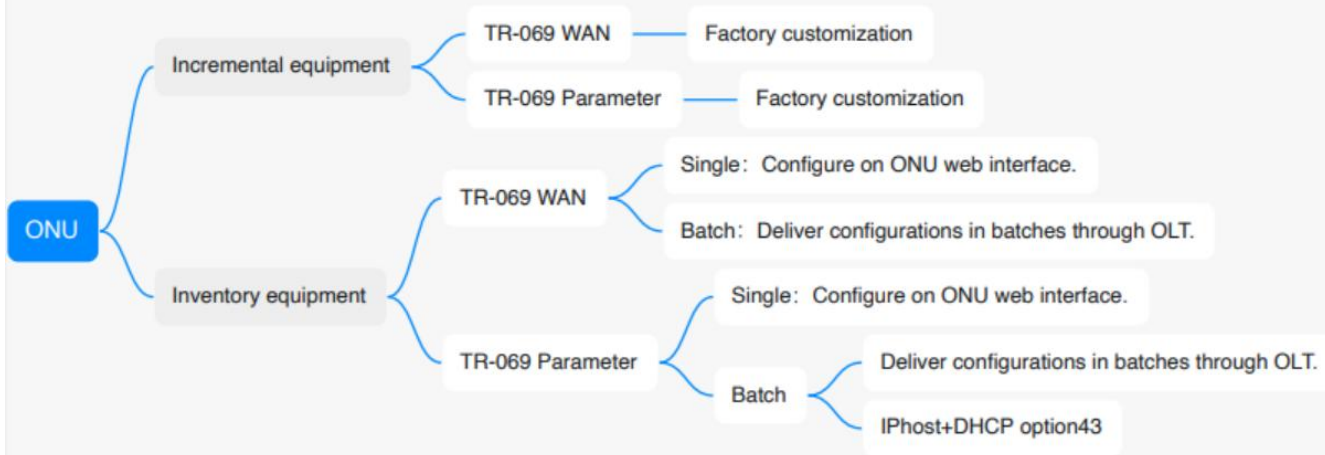 ONU
Incremental equipment
TR-069 WAN
Factory customization
TR-069 Parameter
Factory customization
Inventory equipment
TR-069 WAN
Single：Configure on ONU web interface.
Batch：Deliver configurations in batches through OLT.
TR-069 Parameter
Single：Configure on ONU web interface.
Batch
Deliver configurations in batches through OLT.
IPhost+DHCP option43